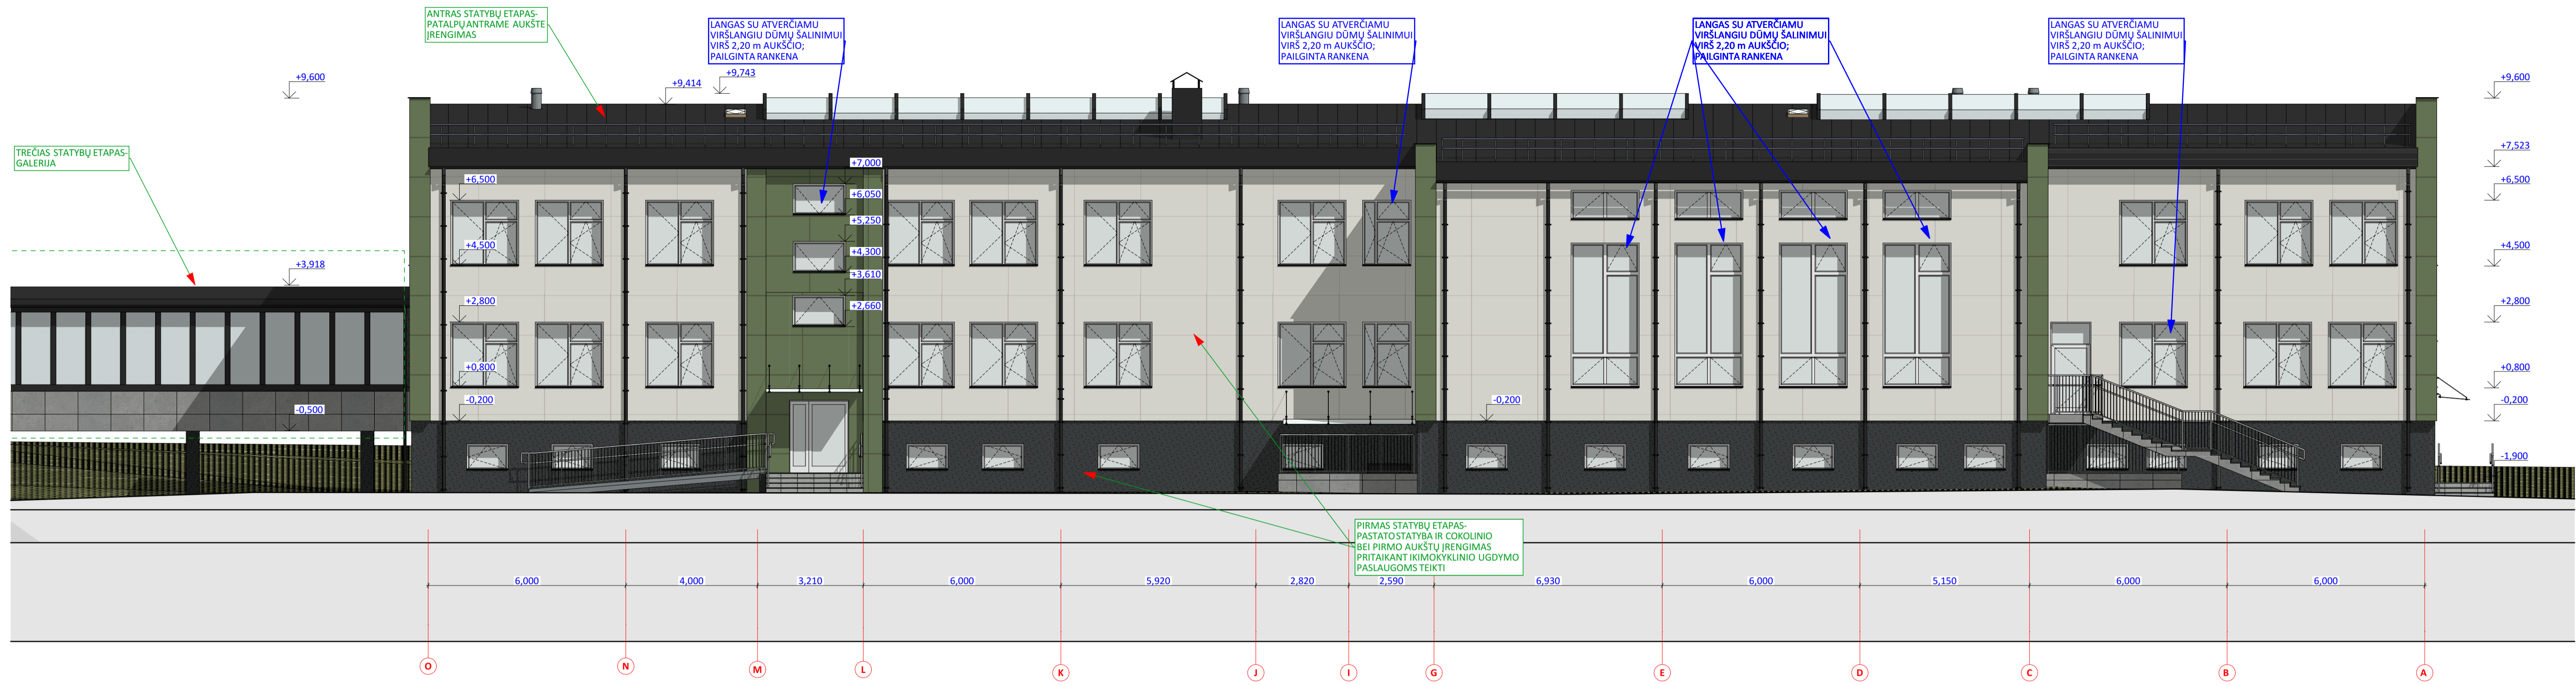 ANTRAS STATYBŲ ETAPAS-
PATALPŲ ANTRAME AUKŠTE
ĮRENGIMAS
LANGAS SU ATVERČIAMU
VIRŠLANGIU DŪMŲ ŠALINIMUI
VIRŠ 2,20 m AUKŠČIO;
PAILGINTA RANKENA
LANGAS SU ATVERČIAMU
VIRŠLANGIU DŪMŲ ŠALINIMUI
VIRŠ 2,20 m AUKŠČIO;
PAILGINTA RANKENA
LANGAS SU ATVERČIAMU
VIRŠLANGIU DŪMŲ ŠALINIMUI
VIRŠ 2,20 m AUKŠČIO;
PAILGINTA RANKENA
LANGAS SU ATVERČIAMU
VIRŠLANGIU DŪMŲ ŠALINIMUI
VIRŠ 2,20 m AUKŠČIO;
PAILGINTA RANKENA
+9,600
+9,414
+9,743
+9,600
TREČIAS STATYBŲ ETAPAS-
GALERIJA
+7,000
+7,523
+6,500
+6,050
+6,500
+5,250
+4,500
+4,300
+4,500
+3,918
+3,610
+2,800
+2,660
+2,800
+0,800
+0,800
-0,200
-0,200
-0,200
-0,500
-1,900
PIRMAS STATYBŲ ETAPAS-
PASTATO STATYBA IR COKOLINIO
BEI PIRMO AUKŠTŲ ĮRENGIMAS
PRITAIKANT IKIMOKYKLINIO UGDYMO
PASLAUGOMS TEIKTI
6,000 4,000 3,210 6,000 5,920 2,820 2,590 6,930 6,000 5,150 6,000 6,000
O N M L K J I G E D C B A